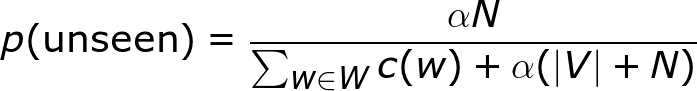 p(unseen) = αN / ∑_{w∈W} c(w) + α(|V| + N)